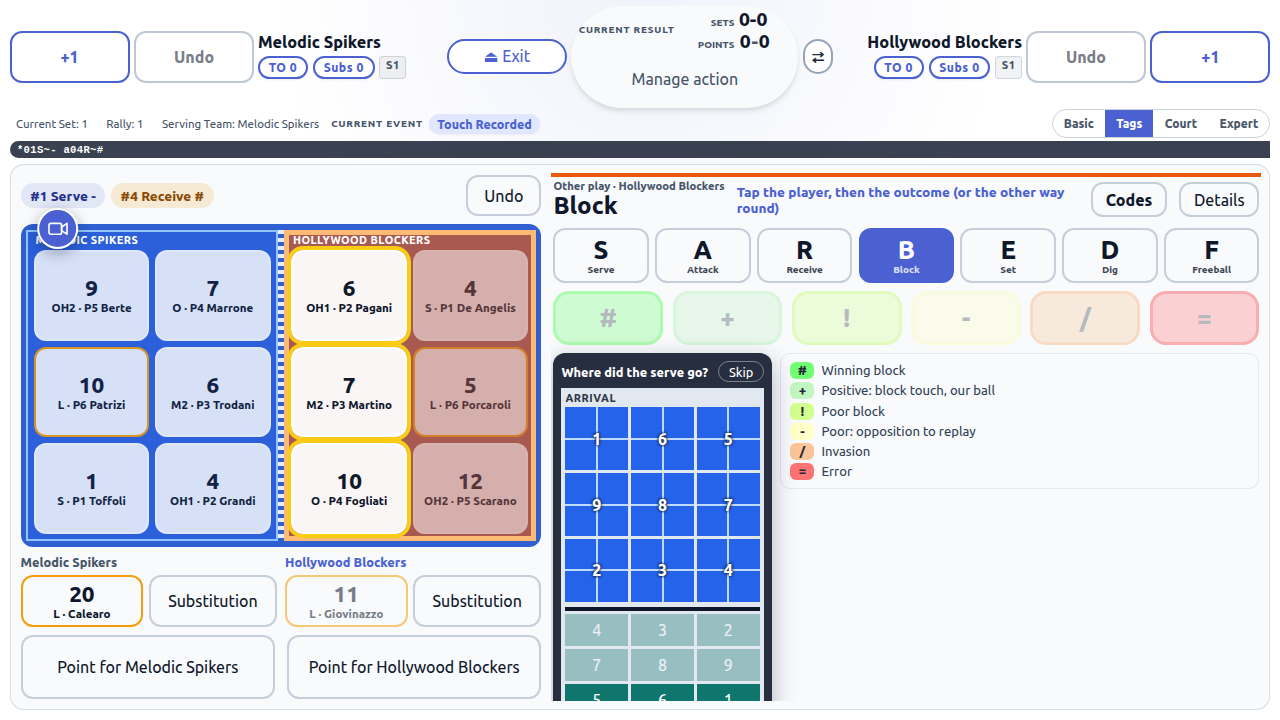 +1
Undo
Melodic Spikers
TO 0
Subs 0
S1
⏏ Exit
CURRENT RESULT
SETS 0-0
POINTS 0-0
Manage action
⇄
Hollywood Blockers
TO 0
Subs 0
S1
Undo
+1
Current Set: 1
Rally: 1
Serving Team: Melodic Spikers
CURRENT EVENT
Touch Recorded
Basic
Tags
Court
Expert
*01S~- a04R~#
#1 Serve -
#4 Receive #
Undo
IC SPIKERS
HOLLYWOOD BLOCKERS
9
OH2 · P5 Berte
7
O · P4 Marrone
6
OH1 · P2 Pagani
4
S · P1 De Angelis
10
L · P6 Patrizi
6
M2 · P3 Trodani
7
M2 · P3 Martino
5
L · P6 Porcaroli
1
S · P1 Toffoli
4
OH1 · P2 Grandi
10
O · P4 Fogliati
12
OH2 · P5 Scarano
Melodic Spikers
Hollywood Blockers
20
L · Calearo
Substitution
11
L · Giovinazzo
Substitution
Point for Melodic Spikers
Point for Hollywood Blockers
Other play · Hollywood Blockers
Block
Tap the player, then the outcome (or the other way
round)
Codes
Details
S
Serve
A
Attack
R
Receive
B
Block
E
Set
D
Dig
F
Freeball
# + ! - / =
Where did the serve go?
Skip
ARRIVAL
1 6 5
9 8 7
2 3 4
4 3 2
7 8 9
5 6 1
# Winning block
+ Positive: block touch, our ball
! Poor block
- Poor: opposition to replay
/ Invasion
= Error